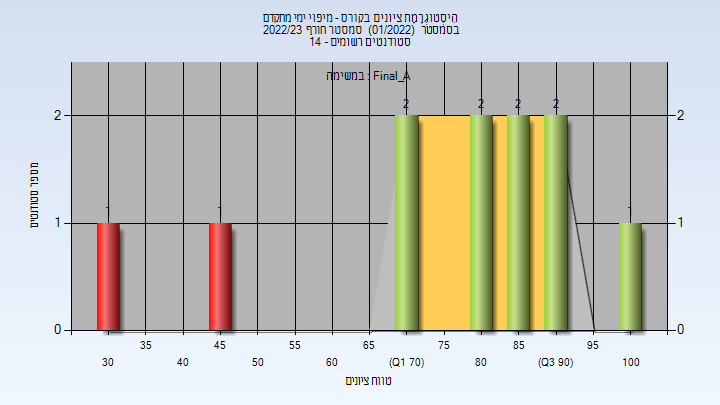 היסטוגרמת ציונים בקורס - מיפוי ימי מתקדם
בסמסטר (01/2022) סמסטר חורף 2022/23
סטודנטים רשומים - 14
במשימה : Final_A
2 2 2 2
2 2
מספר סטודנטים
1 1 1
1 1
0 0
35 45 55 65 75 85 95
30 40 50 60 (Q1 70) 80 (Q3 90) 100
טווח ציונים